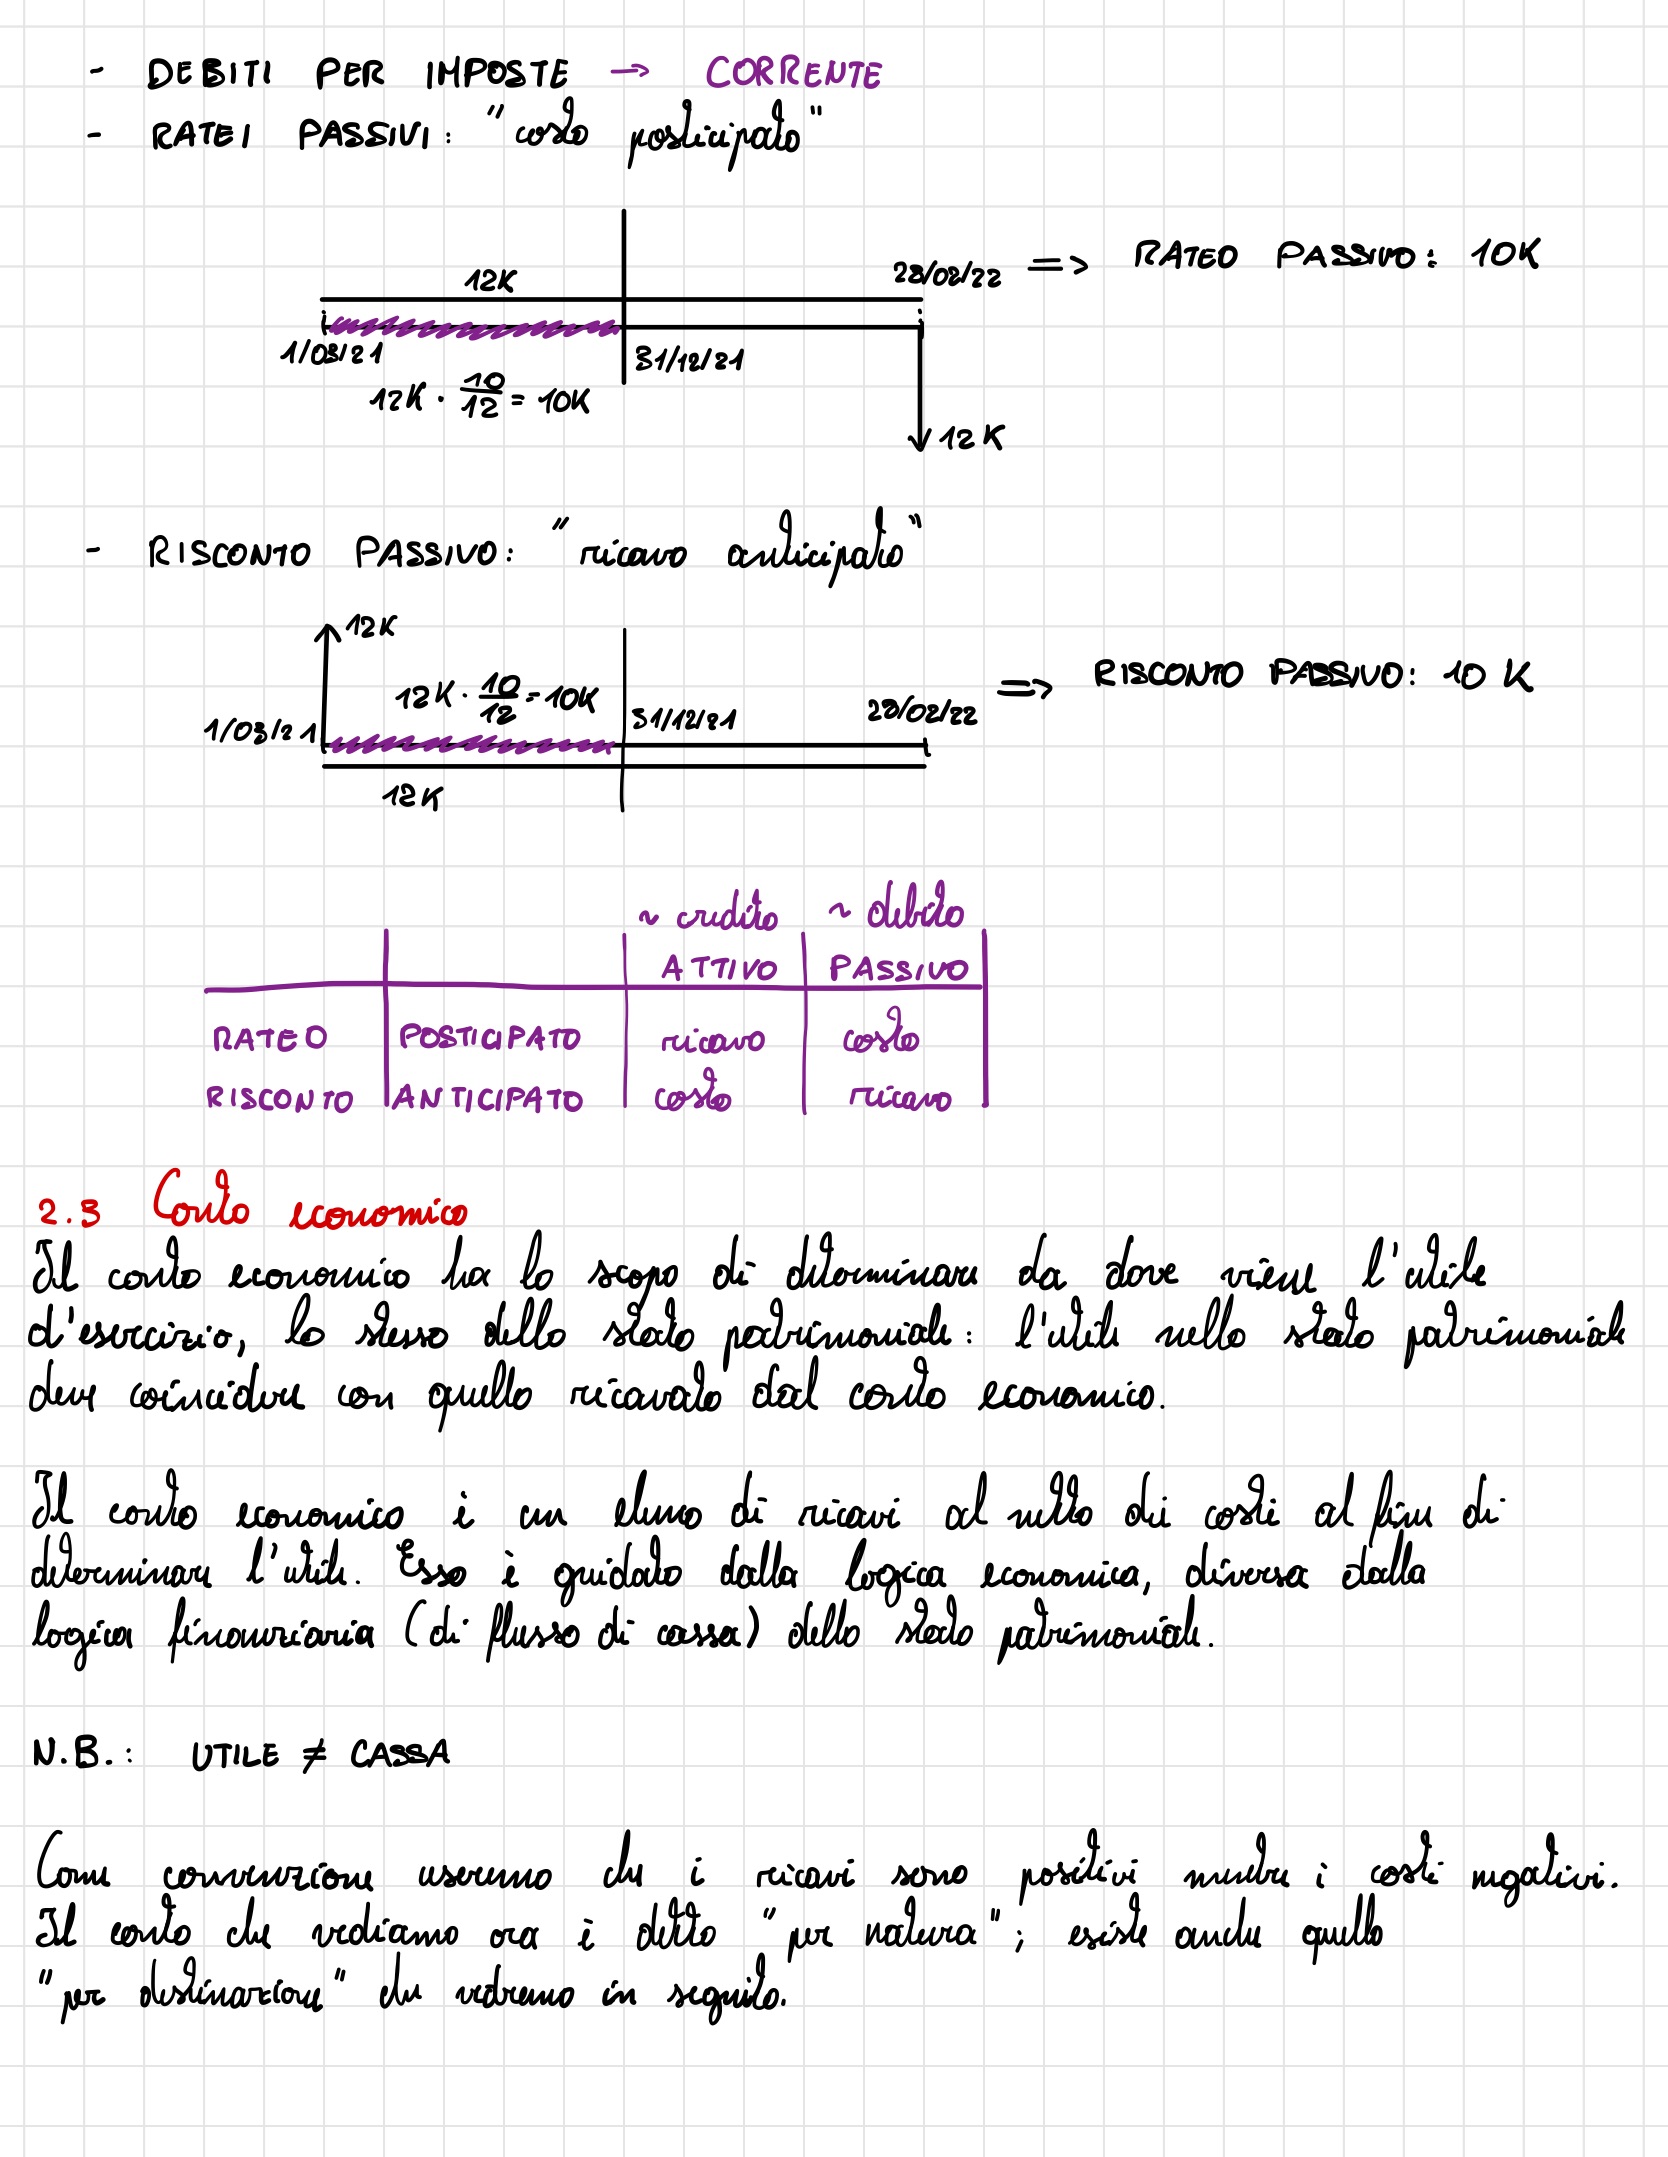 - DEBITI PER IMPOSTE → CORRENTE
- RATEI PASSIVI: "costo posticipato"
12K
28/02/22 => RATEO PASSIVO: 10K
1/03/21
31/12/21
12K · 10/12 = 10K
12K
- RISCONTO PASSIVO: "ricavo anticipato"
12K
12K · 10/12 = 10K
1/03/21
31/12/21
28/02/22
=> RISCONTO PASSIVO: 10 K
12K
~ credito ~ debito
ATTIVO PASSIVO
RATEO POSTICIPATO ricavo costo
RISCONTO ANTICIPATO costo ricavo
2.3 Conto economico
Il conto economico ha lo scopo di determinare da dove viene l'utile
d'esercizio, lo stesso dello stato patrimoniale: l'utile nello stato patrimoniale
deve coincidere con quello ricavato dal conto economico.
Il conto economico è un elenco di ricavi al netto dei costi al fine di
determinare l'utile. Esso è guidato dalla logica economica, diversa dalla
logica finanziaria (di flusso di cassa) dello stato patrimoniale.
N.B.: UTILE ≠ CASSA
Come convenzione useremo che i ricavi sono positivi mentre i costi negativi.
Il conto che vediamo ora è detto "per natura"; esiste anche quello
"per destinazione" che vedremo in seguito.